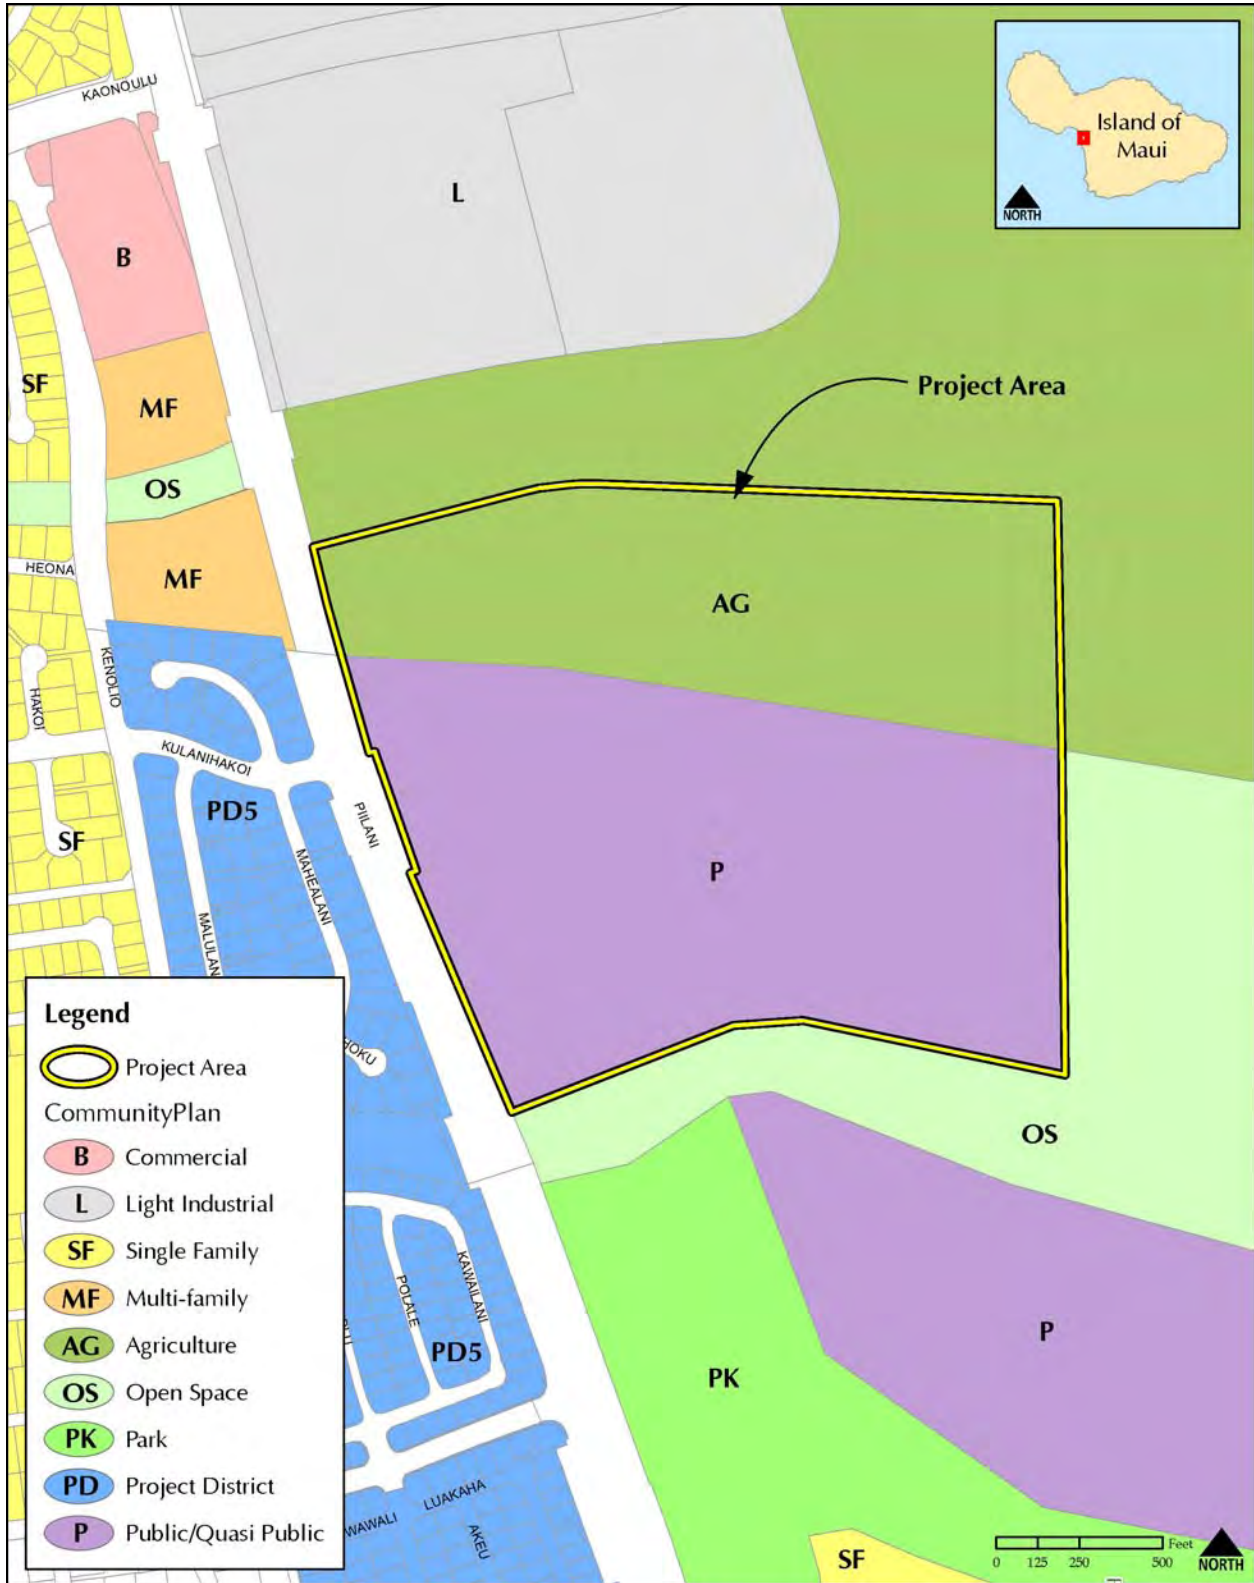 KAONOULU
Island of
Maui
NORTH
L
B
SF
MF
Project Area
OS
MF
AG
HEONA
KENOLIO
HAKOI
KULANIHAKOI
PD5
PIILANI
SF
MAHEALANI
P
Legend
Project Area
HOKU
CommunityPlan
B Commercial
L Light Industrial
SF Single Family
MF Multi-family
AG Agriculture
OS Open Space
PK Park
PD Project District
P Public/Quasi Public
OS
KAWAILANI
POLALE
PD5
P
PK
LUAKAHA
WAWALI
AKEU
SF
Feet
0 125 250 500
NORTH